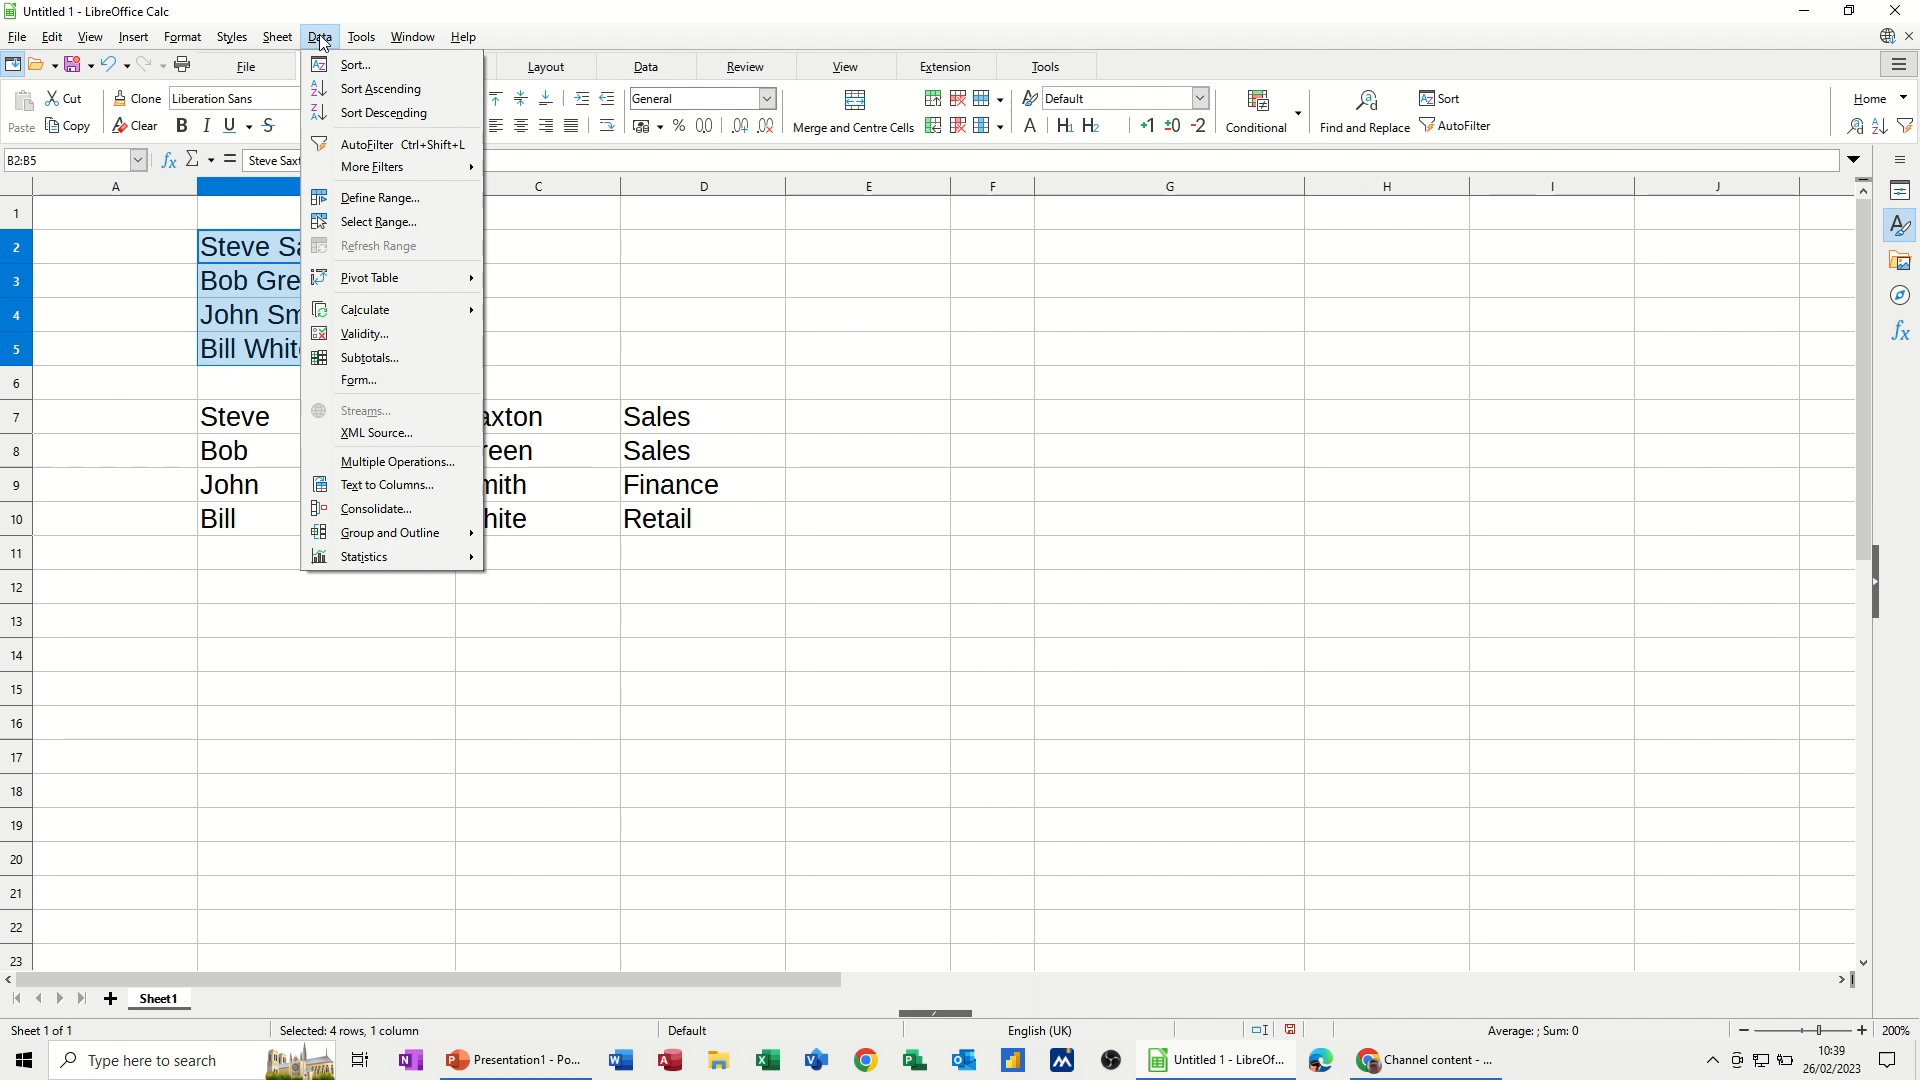 Untitled 1 - LibreOffice Calc
File Edit View Insert Format Styles Sheet Data Tools Window Help
File Layout Data Review View Extension Tools
Paste Cut Copy Clone Clear Liberation Sans B I U S General % Merge and Centre Cells A Default H1 H2 +1 ±0 -2 Conditional Find and Replace Sort AutoFilter Home
B2:B5 fx Σ = Steve Saxt
A C D E F G H I J
Sort...
Sort Ascending
Sort Descending
AutoFilter Ctrl+Shift+L
More Filters
Define Range...
Select Range...
Refresh Range
Pivot Table
Calculate
Validity...
Subtotals...
Form...
Streams...
XML Source...
Multiple Operations...
Text to Columns...
Consolidate...
Group and Outline
Statistics
1
2 Steve Sa
3 Bob Gre
4 John Sm
5 Bill White
6
7 Steve axton Sales
8 Bob reen Sales
9 John mith Finance
10 Bill hite Retail
11
12
13
14
15
16
17
18
19
20
21
22
23
Sheet1
Sheet 1 of 1 Selected: 4 rows, 1 column Default English (UK) Average: ; Sum: 0 200%
Type here to search Presentation1 - Po... Untitled 1 - LibreOf... Channel content - ... 10:39
26/02/2023